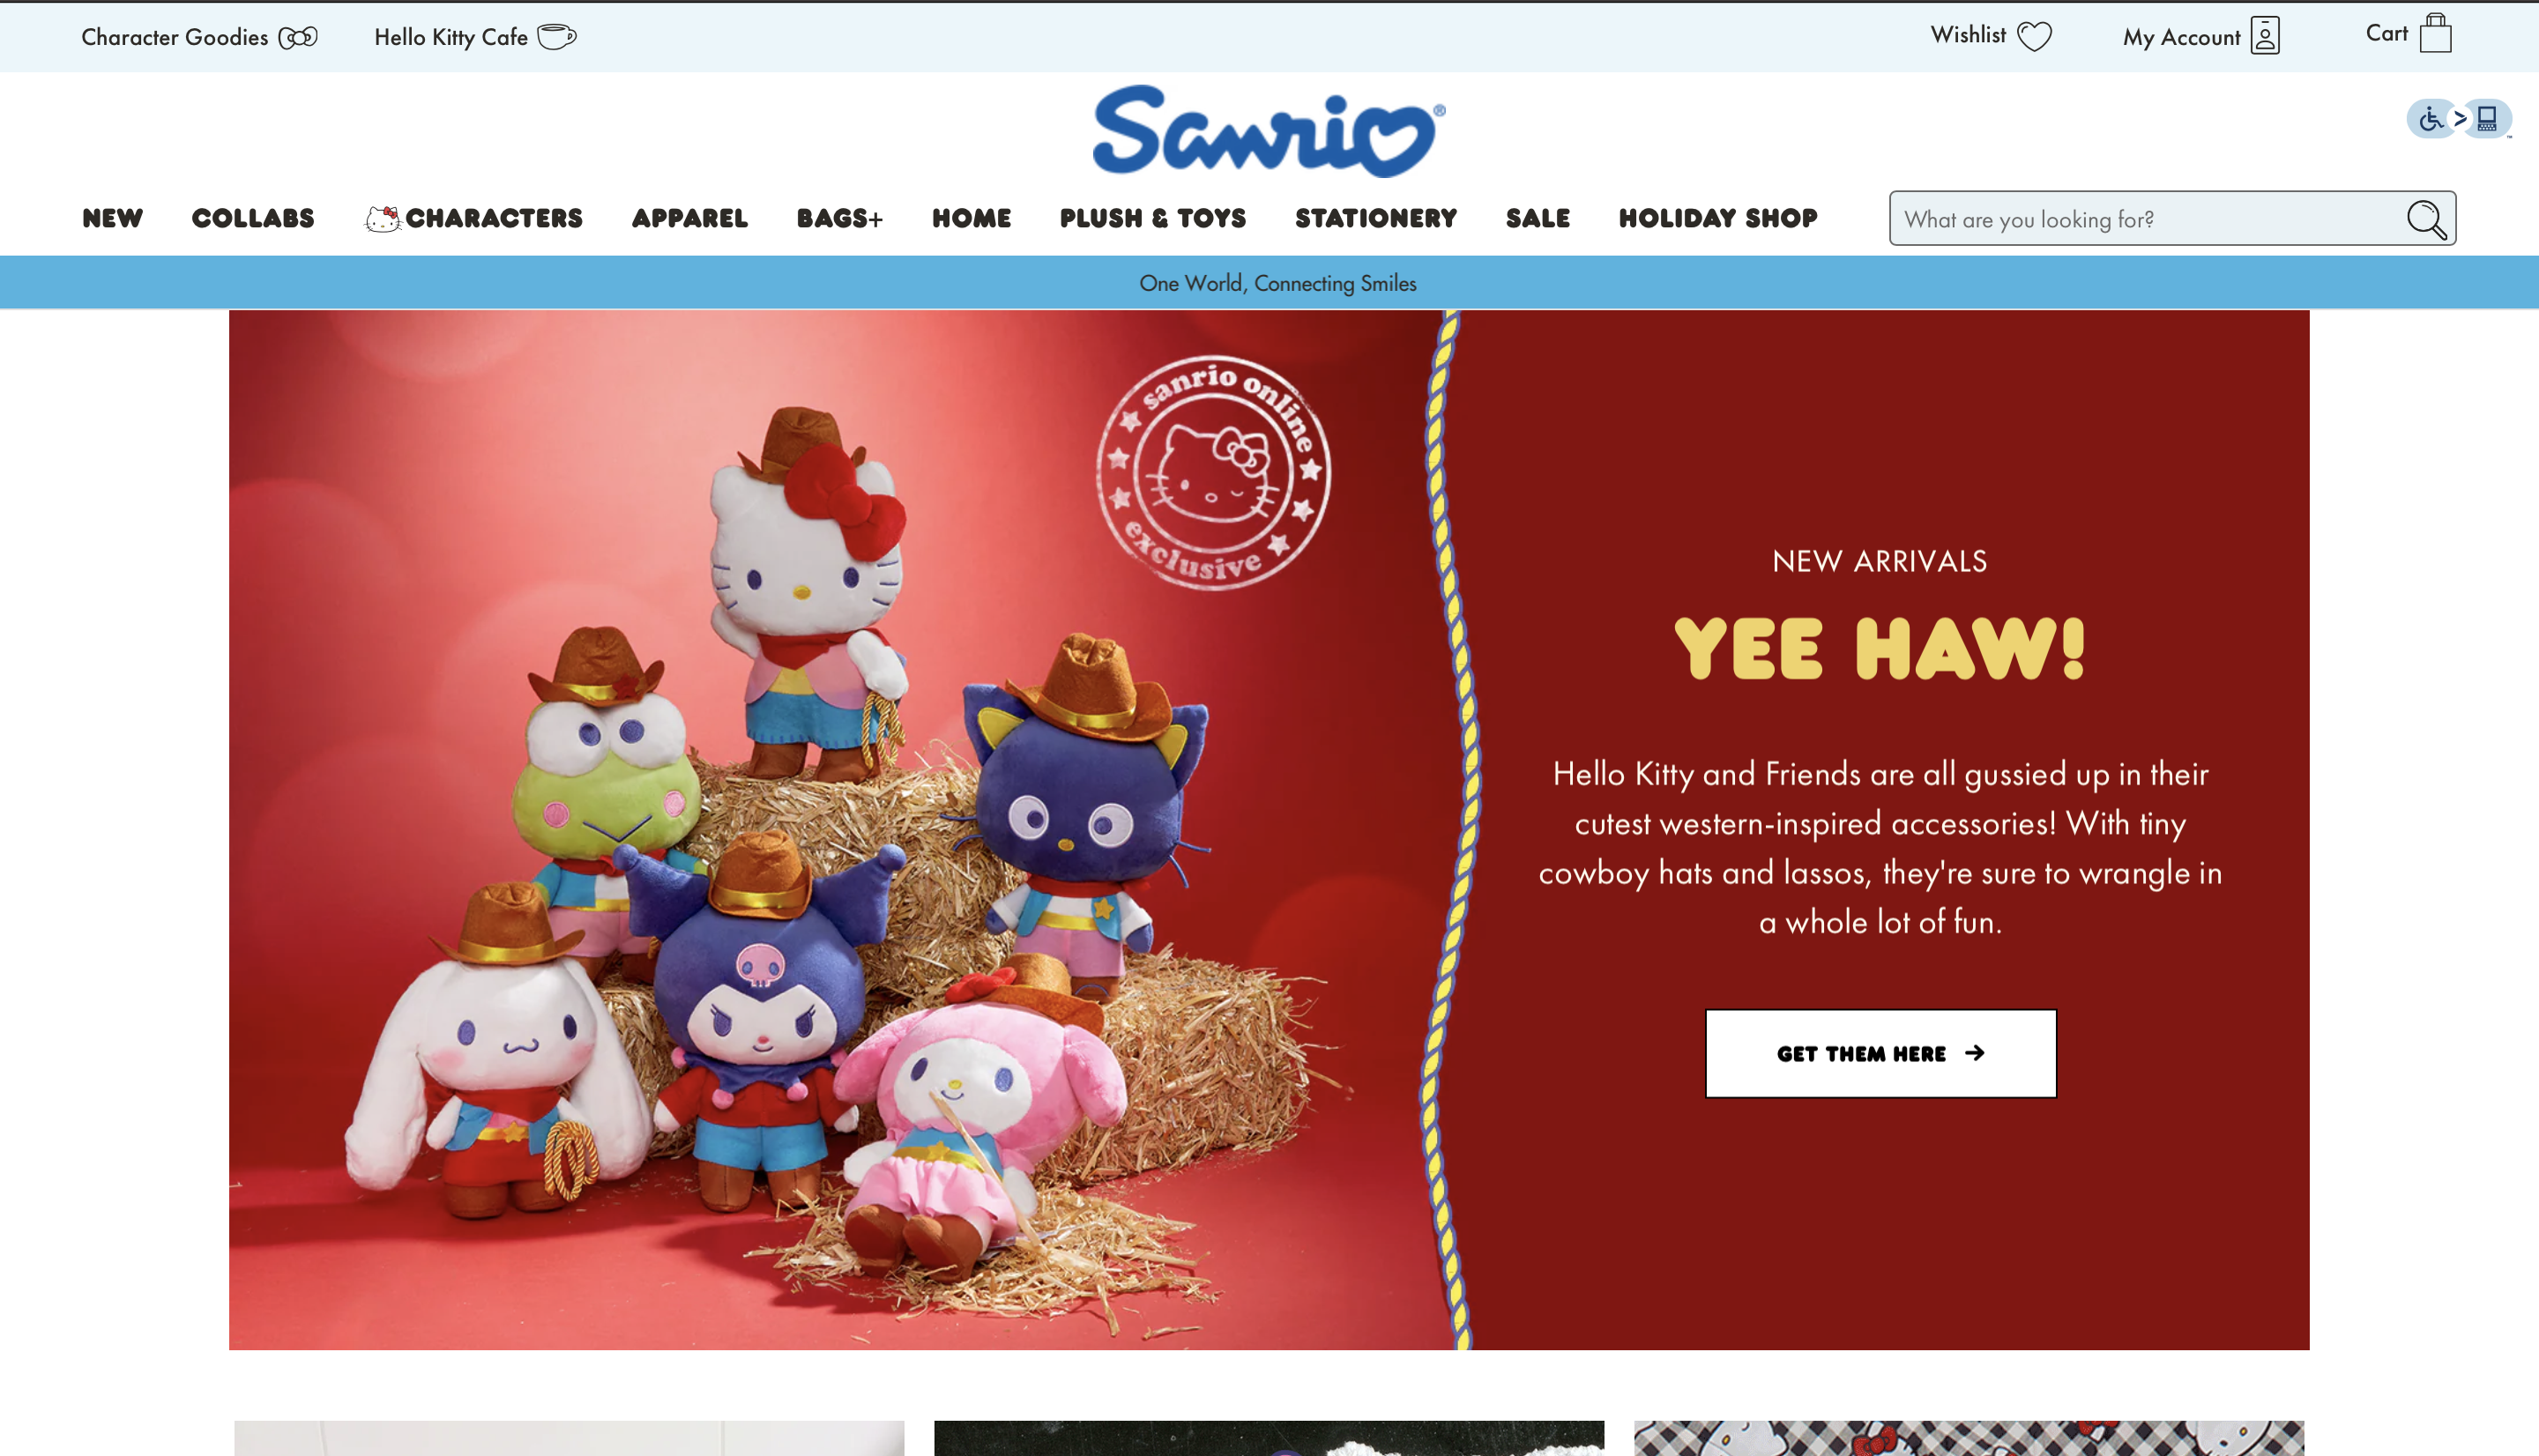 Character Goodies
Hello Kitty Cafe
Wishlist
My Account
Cart
Sanrio®
NEW
COLLABS
CHARACTERS
APPAREL
BAGS+
HOME
PLUSH & TOYS
STATIONERY
SALE
HOLIDAY SHOP
What are you looking for?
One World, Connecting Smiles
sanrio online
exclusive
NEW ARRIVALS
YEE HAW!
Hello Kitty and Friends are all gussied up in their
cutest western-inspired accessories! With tiny
cowboy hats and lassos, they're sure to wrangle in
a whole lot of fun.
GET THEM HERE →